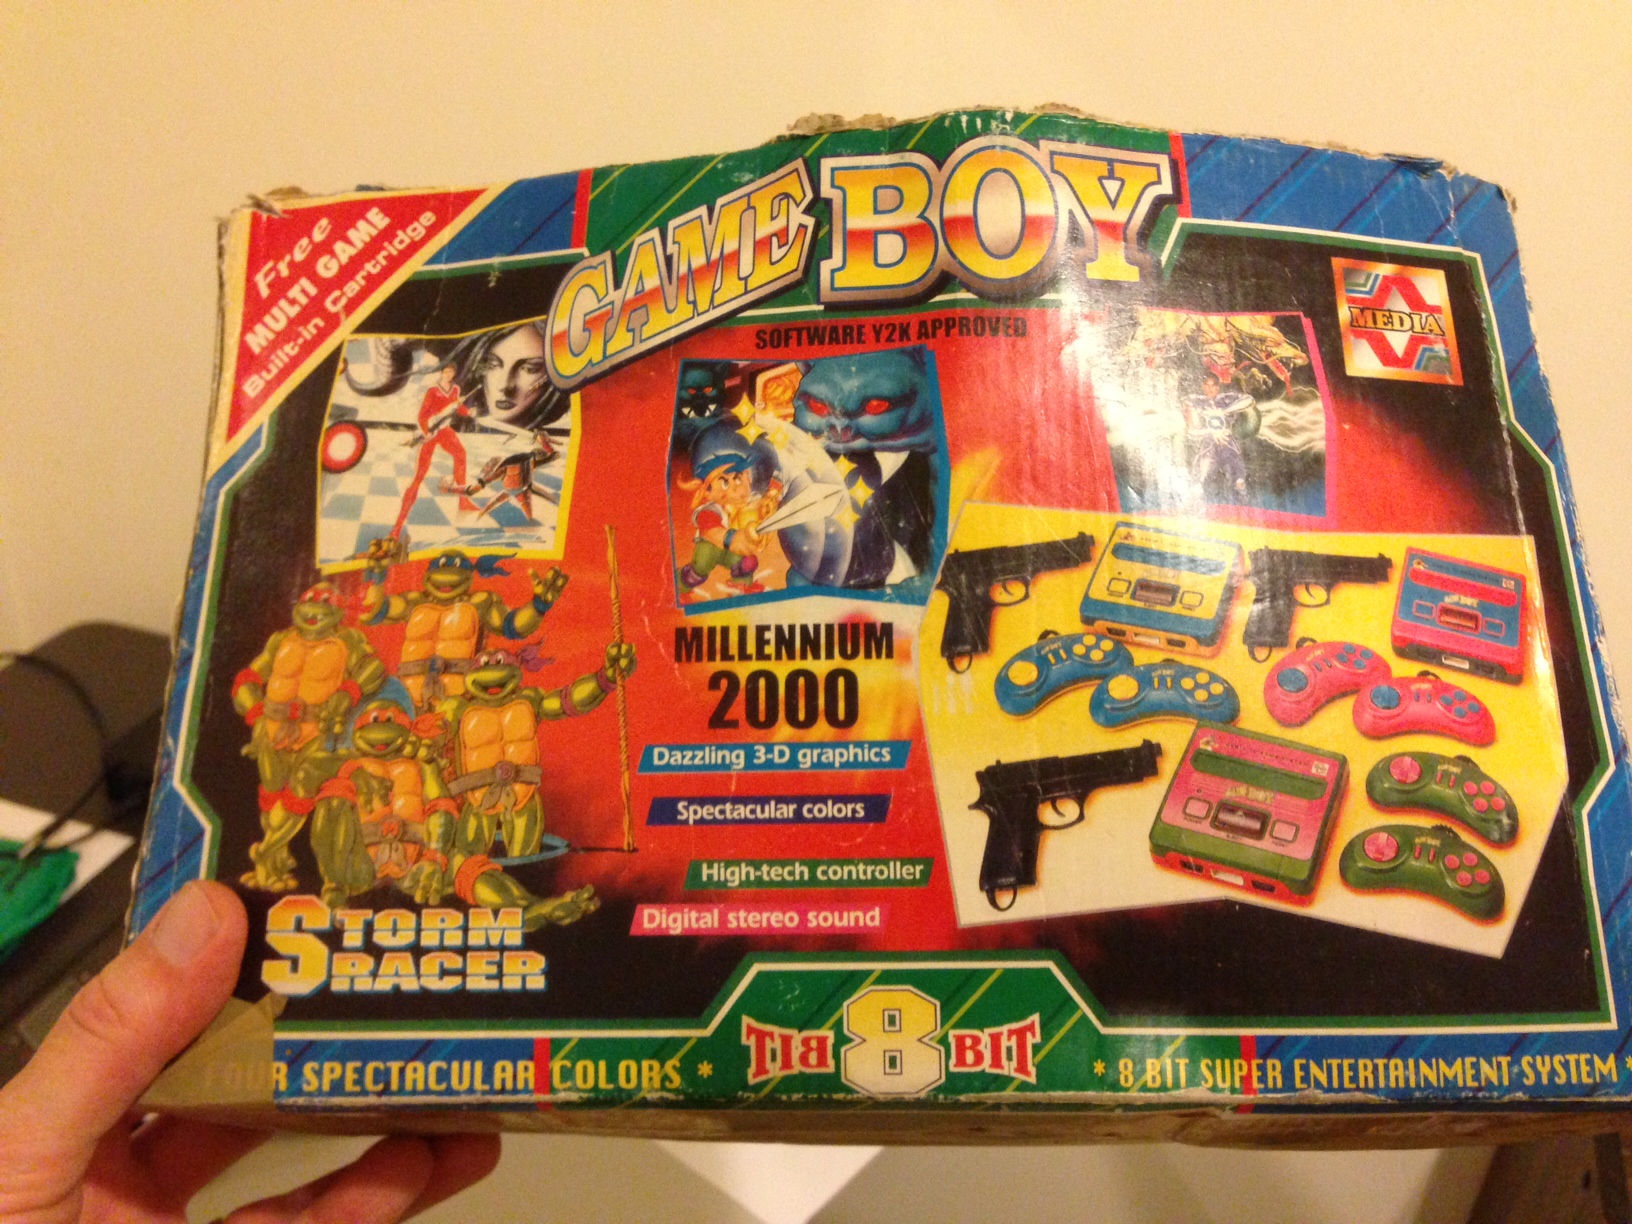 Free
MULTI GAME
Built-in Cartridge
GAME BOY
SOFTWARE Y2K APPROVED
MEDIA
MILLENNIUM
2000
Dazzling 3-D graphics
Spectacular colors
High-tech controller
Digital stereo sound
STORM
RACER
FOUR SPECTACULAR COLORS *
BIT 8 BIT
* 8 BIT SUPER ENTERTAINMENT SYSTEM *